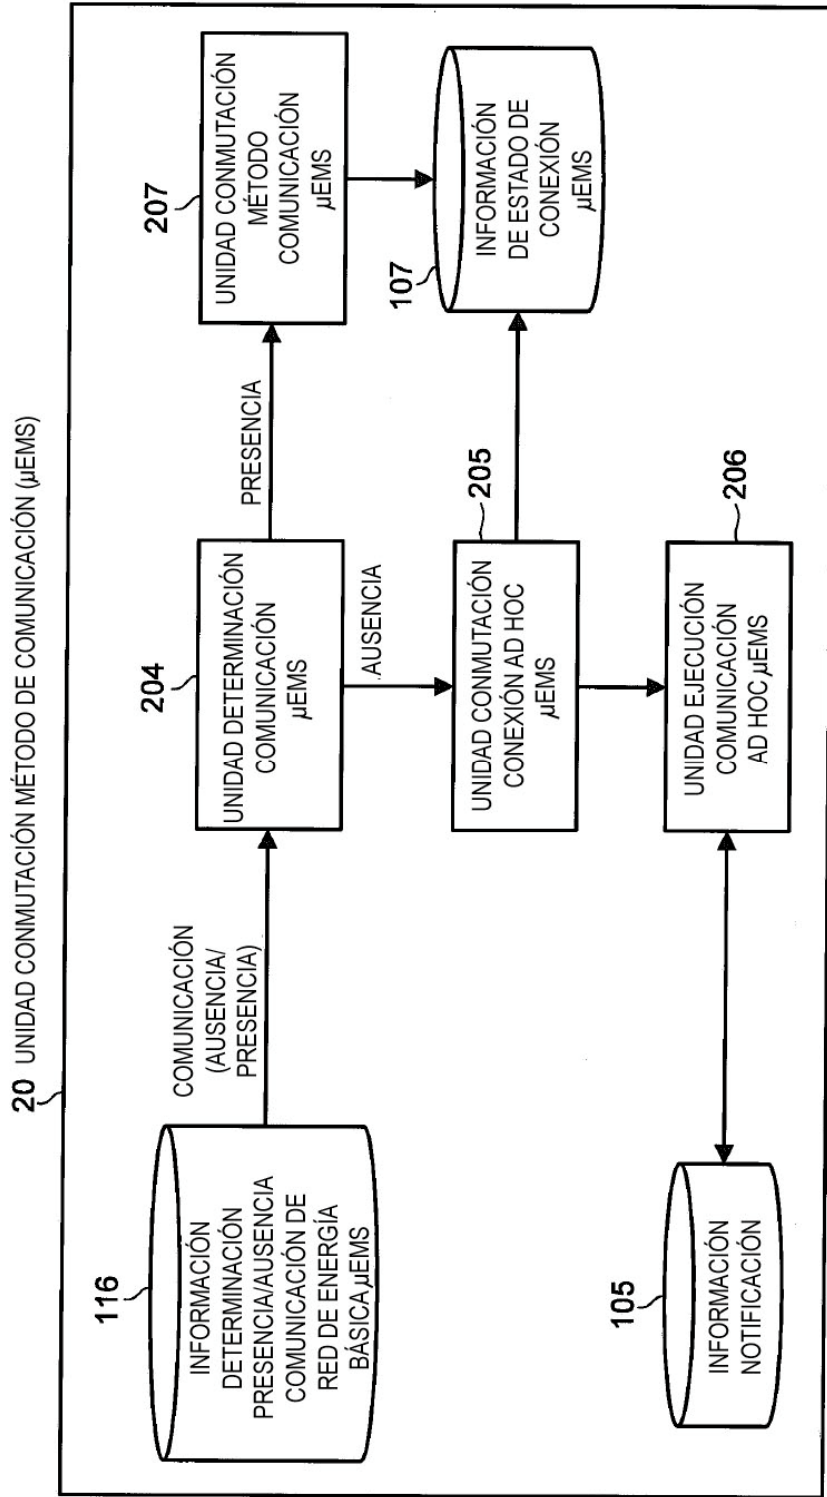 20 UNIDAD CONMUTACIÓN MÉTODO DE COMUNICACIÓN (µEMS)
116
INFORMACIÓN
DETERMINACIÓN
PRESENCIA/AUSENCIA
COMUNICACIÓN DE
RED DE ENERGÍA
BÁSICA µEMS
COMUNICACIÓN
(AUSENCIA/
PRESENCIA)
204
UNIDAD DETERMINACIÓN
COMUNICACIÓN
µEMS
PRESENCIA
207
UNIDAD CONMUTACIÓN
MÉTODO
COMUNICACIÓN
µEMS
AUSENCIA
205
UNIDAD CONMUTACIÓN
CONEXIÓN AD HOC
µEMS
107
INFORMACIÓN
DE ESTADO DE
CONEXIÓN
µEMS
105
INFORMACIÓN
NOTIFICACIÓN
206
UNIDAD EJECUCIÓN
COMUNICACIÓN
AD HOC µEMS